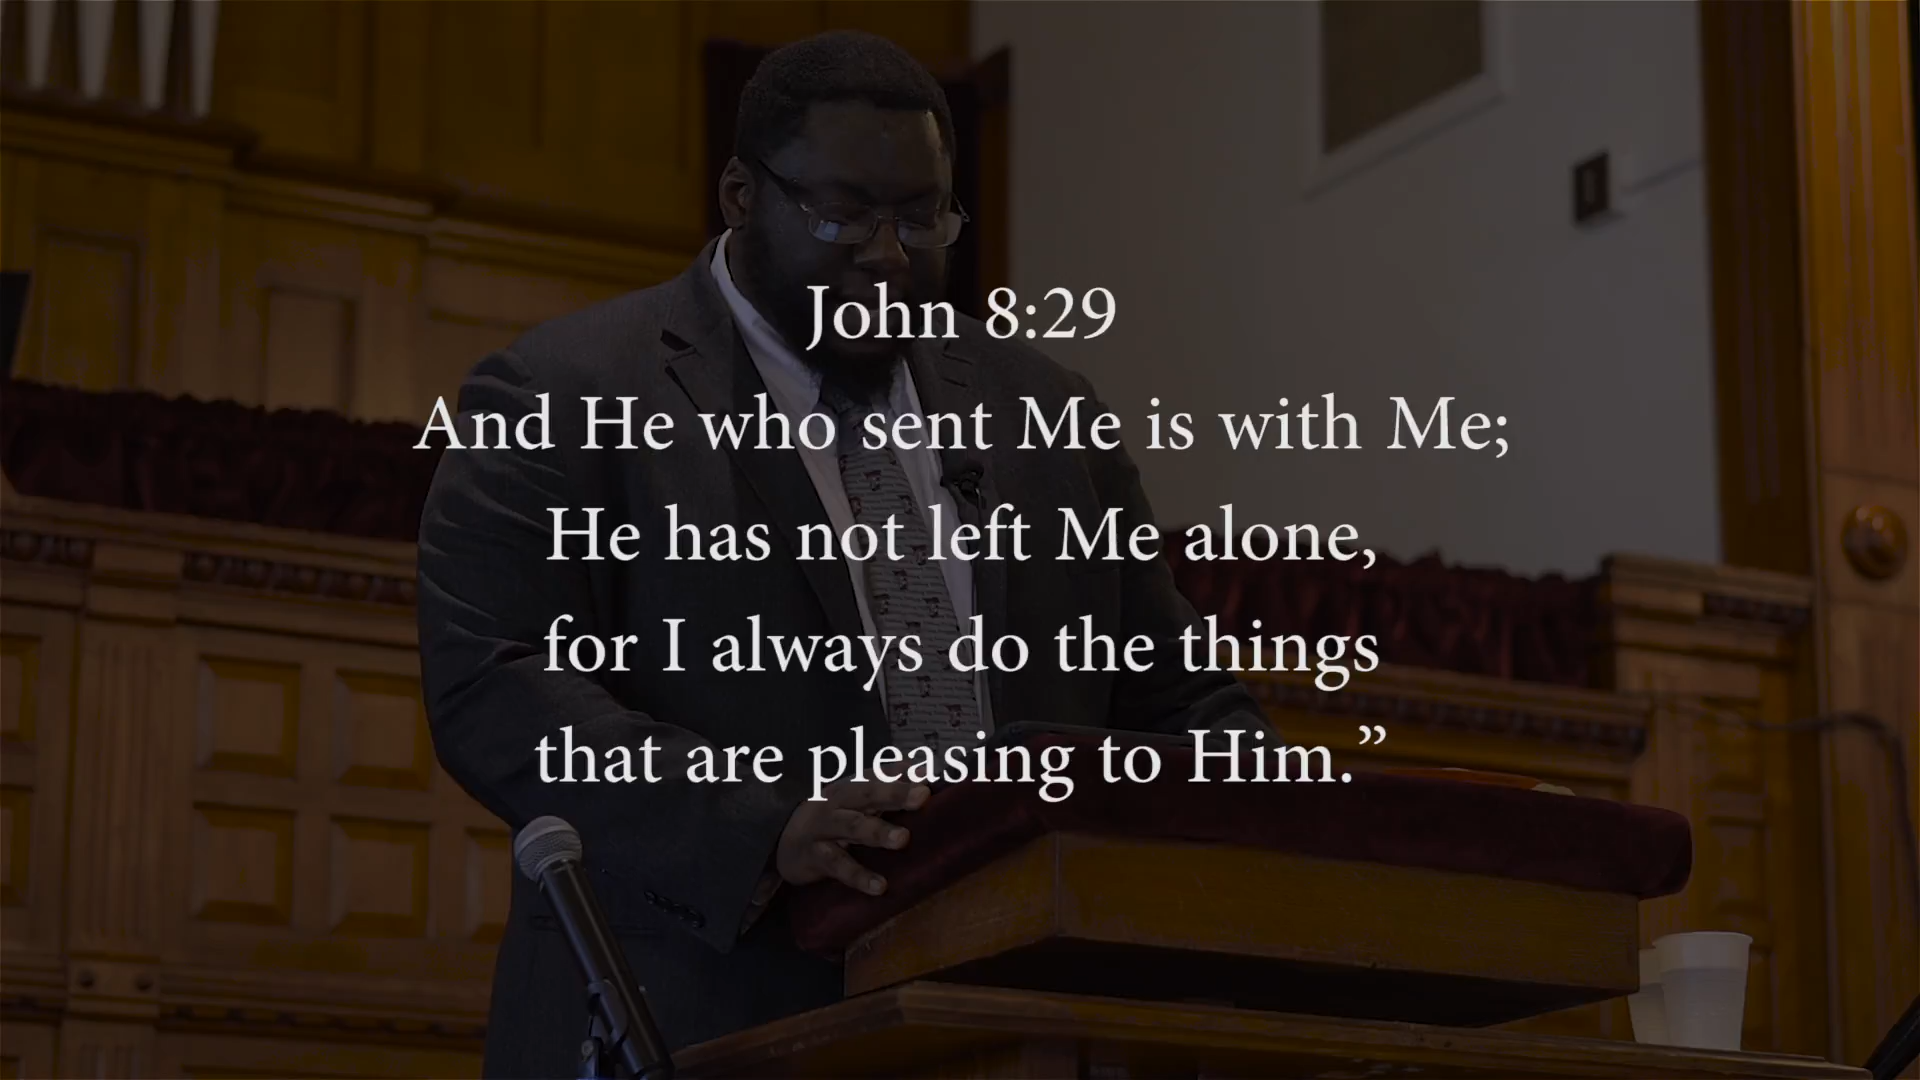 John 8:29
And He who sent Me is with Me;
He has not left Me alone,
for I always do the things
that are pleasing to Him.”